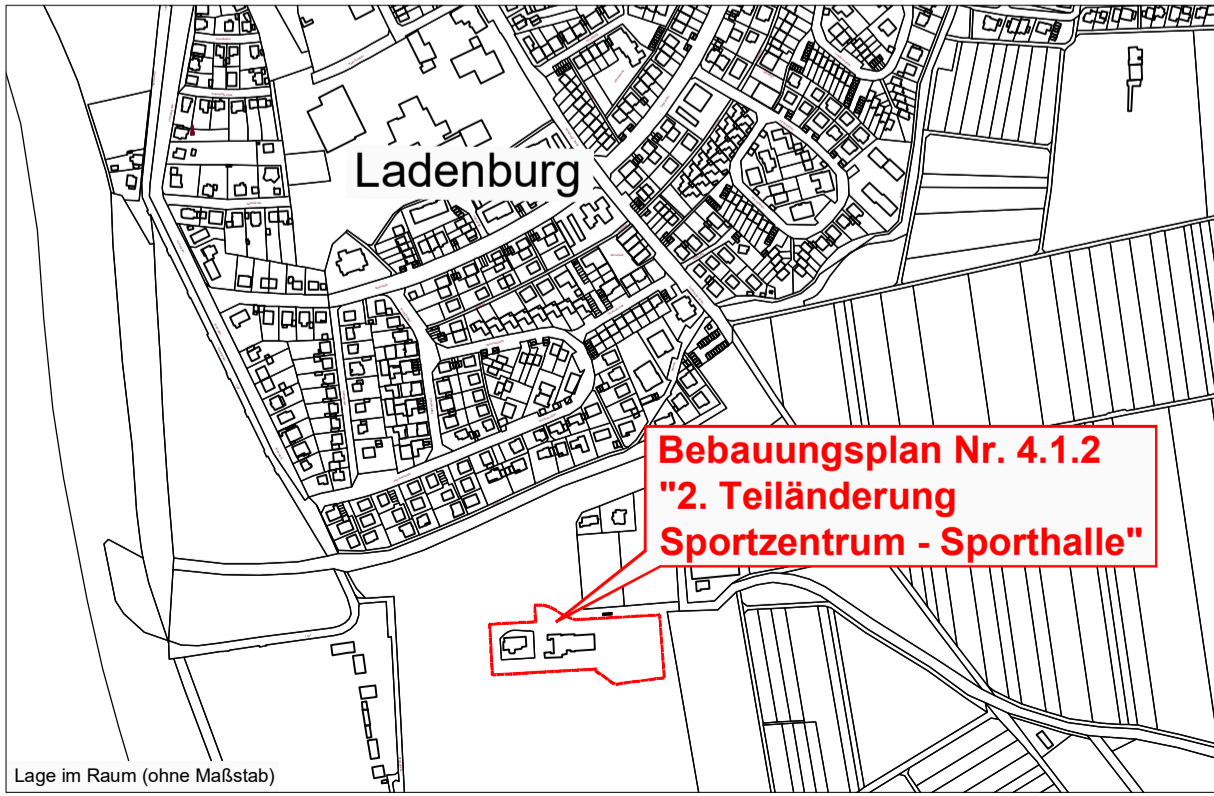 Ladenburg
Bebauungsplan Nr. 4.1.2
"2. Teiländerung
Sportzentrum - Sporthalle"
Lage im Raum (ohne Maßstab)